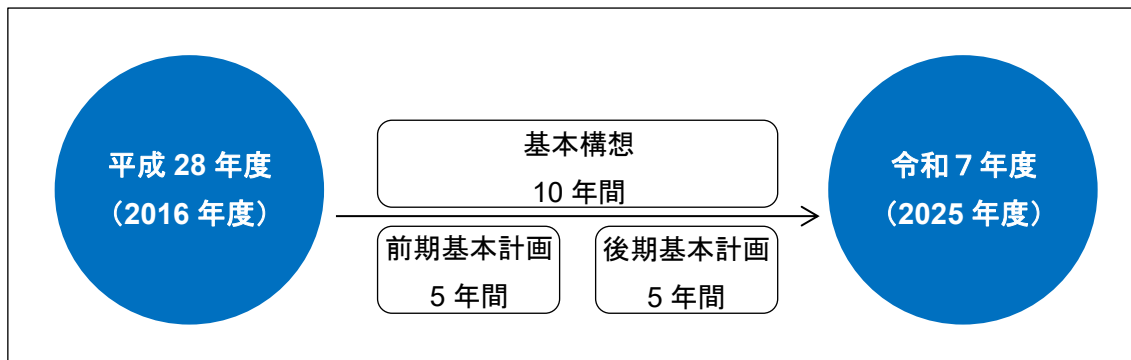 平成 28 年度
（2016 年度）
基本構想
10 年間
前期基本計画
5 年間
後期基本計画
5 年間
令和７年度
（2025 年度）